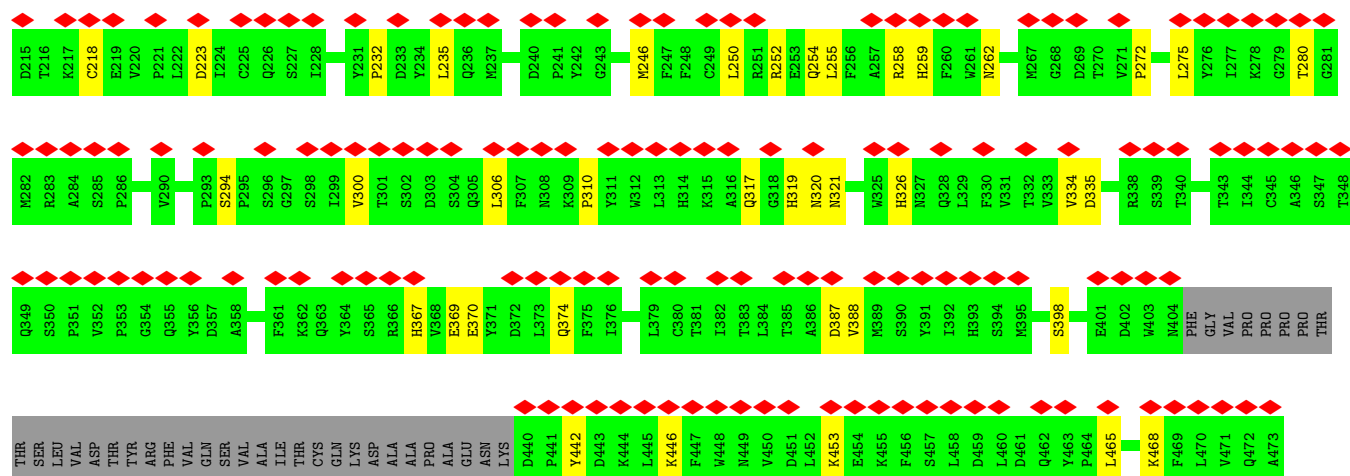 D215 T216 K217 C218 E219 V220 P221 L222 D223 I224 C225 Q226 S227 I228 Y231 P232 D233 Y234 L235 Q236 M237 D240 P241 Y242 G243 M246 F247 F248 C249 L250 R251 R252 E253 Q254 L255 F256 A257 R258 H259 F260 W261 N262 M267 G268 D269 T270 V271 P272 L275 Y276 I277 K278 G279 T280 G281
M282 R283 A284 S285 P286 V290 P293 S294 P295 S296 G297 S298 I299 V300 T301 S302 D303 S304 Q305 L306 F307 N308 K309 P310 Y311 W312 L313 H314 K315 A316 Q317 G318 H319 N320 N321 W325 H326 N327 Q328 L329 F330 V331 T332 V333 V334 D335 R338 S339 T340 T343 I344 C345 A346 S347 T348
Q349 S350 P351 V352 P353 G354 Q355 Y356 D357 A358 F361 K362 Q363 Y364 S365 R366 H367 V368 E369 E370 Y371 D372 L373 Q374 F375 I376 L379 C380 T381 I382 T383 L384 T385 A386 D387 V388 M389 S390 Y391 I392 H393 S394 M395 S398 E401 D402 W403 N404 PHE GLY VAL PRO PRO PRO PRO THR
THR SER LEU VAL ASP THR TYR ARG PHE VAL GLN SER VAL ALA ILE THR CYS GLN LYS ASP ALA ALA PRO ALA GLU ASN LYS D440 P441 Y442 D443 K444 L445 K446 F447 W448 N449 V450 D451 L452 K453 E454 K455 F456 S457 L458 D459 L460 D461 Q462 Y463 P464 L465 K468 F469 L470 V471 Q472 A473